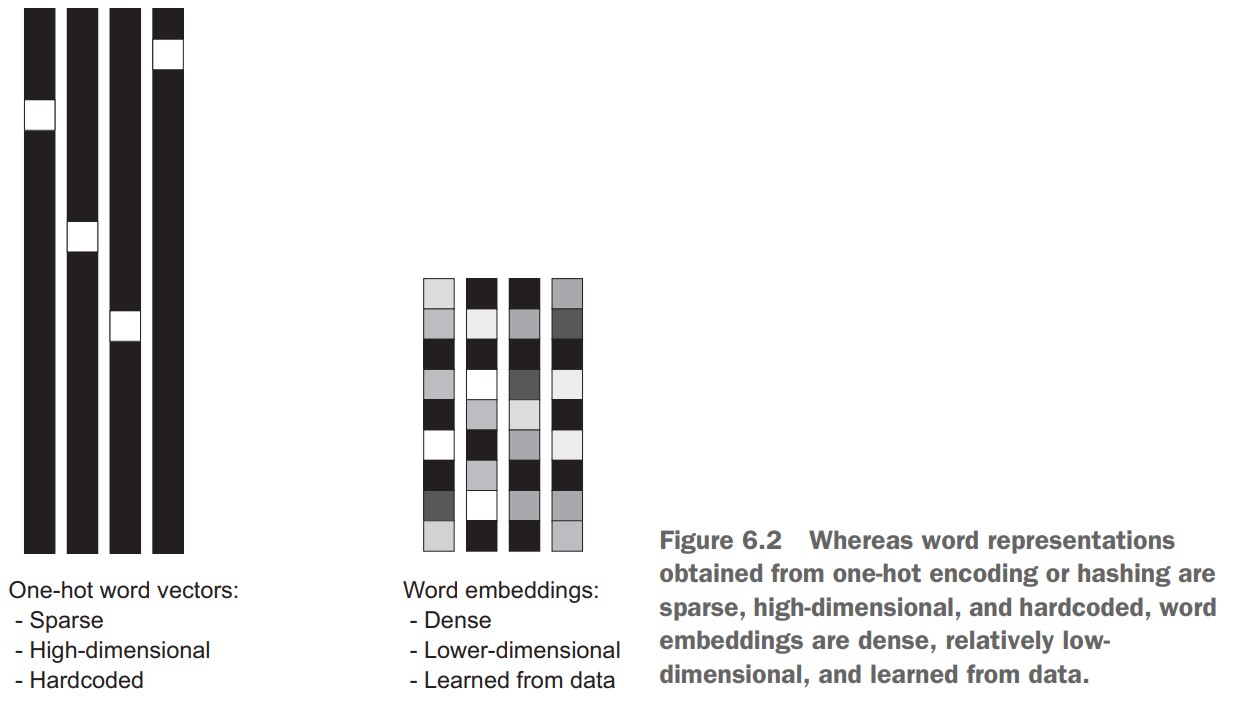 One-hot word vectors:
- Sparse
- High-dimensional
- Hardcoded
Word embeddings:
- Dense
- Lower-dimensional
- Learned from data
Figure 6.2 Whereas word representations
obtained from one-hot encoding or hashing are
sparse, high-dimensional, and hardcoded, word
embeddings are dense, relatively low-
dimensional, and learned from data.